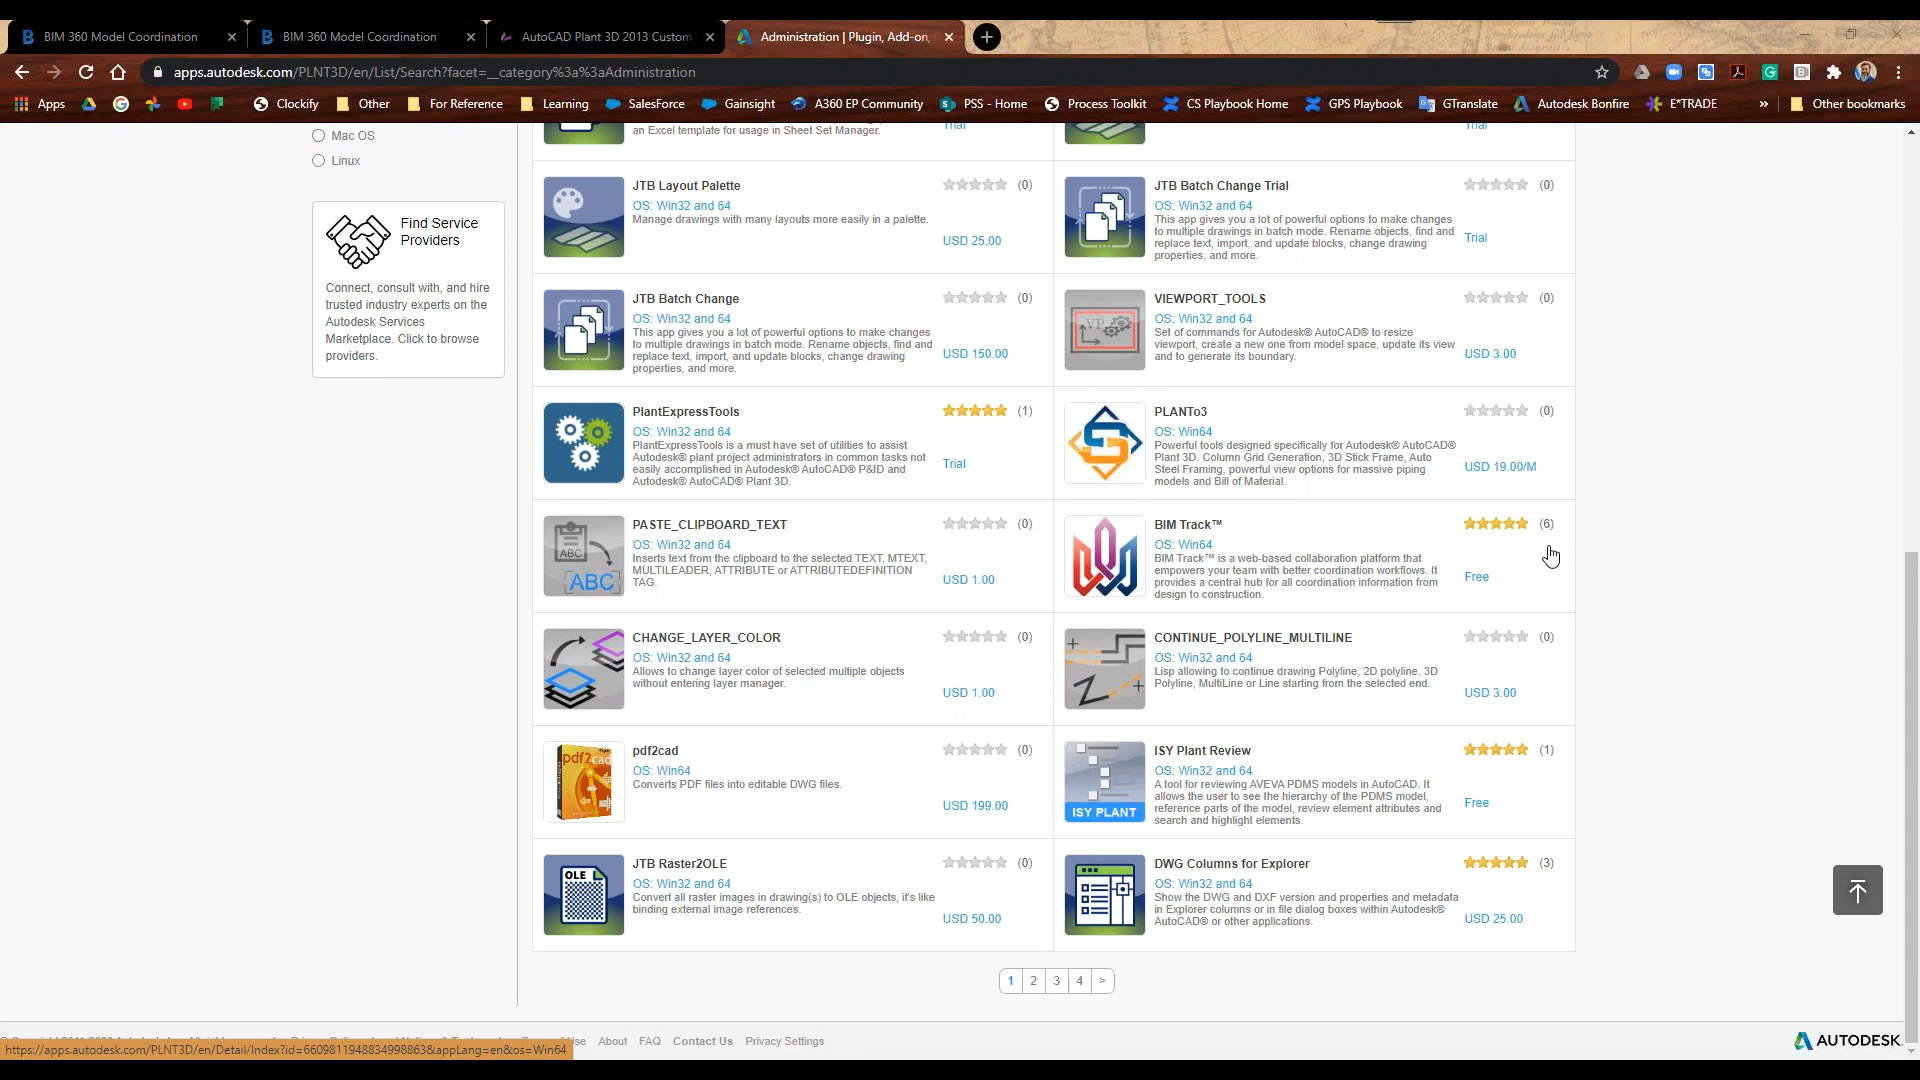 BIM 360 Model Coordination
BIM 360 Model Coordination
AutoCAD Plant 3D 2013 Custom
Administration | Plugin, Add-on,
apps.autodesk.com/PLNT3D/en/List/Search?facet=__category%3a%3aAdministration
Apps
Clockify
Other
For Reference
Learning
SalesForce
Gainsight
A360 EP Community
PSS - Home
Process Toolkit
CS Playbook Home
GPS Playbook
GTranslate
Autodesk Bonfire
E*TRADE
»
Other bookmarks
Mac OS
Linux
Find Service
Providers
Connect, consult with, and hire
trusted industry experts on the
Autodesk Services
Marketplace. Click to browse
providers.
an Excel template for usage in Sheet Set Manager.
Trial
Trial
JTB Layout Palette
(0)
OS: Win32 and 64
Manage drawings with many layouts more easily in a palette.
USD 25.00
JTB Batch Change Trial
(0)
OS: Win32 and 64
This app gives you a lot of powerful options to make changes
to multiple drawings in batch mode. Rename objects, find and
replace text, import, and update blocks, change drawing
properties, and more.
Trial
JTB Batch Change
(0)
OS: Win32 and 64
This app gives you a lot of powerful options to make changes
to multiple drawings in batch mode. Rename objects, find and
replace text, import, and update blocks, change drawing
properties, and more.
USD 150.00
VP
VIEWPORT_TOOLS
(0)
OS: Win32 and 64
Set of commands for Autodesk® AutoCAD® to resize
viewport, create a new one from model space, update its view
and to generate its boundary.
USD 3.00
PlantExpressTools
(1)
OS: Win32 and 64
PlantExpressTools is a must have set of utilities to assist
Autodesk® plant project administrators in common tasks not
easily accomplished in Autodesk® AutoCAD® P&ID and
Autodesk® AutoCAD® Plant 3D.
Trial
PLANTo3
(0)
OS: Win64
Powerful tools designed specifically for Autodesk® AutoCAD®
Plant 3D. Column Grid Generation, 3D Stick Frame, Auto
Steel Framing, powerful view options for massive piping
models and Bill of Material.
USD 19.00/M
ABC
ABC
PASTE_CLIPBOARD_TEXT
(0)
OS: Win32 and 64
Inserts text from the clipboard to the selected TEXT, MTEXT,
MULTILEADER, ATTRIBUTE or ATTRIBUTEDEFINITION
TAG.
USD 1.00
BIM Track™
(6)
OS: Win64
BIM Track™ is a web-based collaboration platform that
empowers your team with better coordination workflows. It
provides a central hub for all coordination information from
design to construction.
Free
CHANGE_LAYER_COLOR
(0)
OS: Win32 and 64
Allows to change layer color of selected multiple objects
without entering layer manager.
USD 1.00
CONTINUE_POLYLINE_MULTILINE
(0)
OS: Win32 and 64
Lisp allowing to continue drawing Polyline, 2D polyline, 3D
Polyline, MultiLine or Line starting from the selected end.
USD 3.00
pdf2cad
pdf2cad
(0)
OS: Win64
Converts PDF files into editable DWG files.
USD 199.00
ISY PLANT
ISY Plant Review
(1)
OS: Win32 and 64
A tool for reviewing AVEVA PDMS models in AutoCAD. It
allows the user to see the hierarchy of the PDMS model,
reference parts of the model, review element attributes and
search and highlight elements.
Free
OLE
JTB Raster2OLE
(0)
OS: Win32 and 64
Convert all raster images in drawing(s) to OLE objects, it's like
binding external image references.
USD 50.00
DWG Columns for Explorer
(3)
OS: Win32 and 64
Show the DWG and DXF version and properties and metadata
in Explorer columns or in file dialog boxes within Autodesk®
AutoCAD® or other applications.
USD 25.00
1 2 3 4 >
About
FAQ
Contact Us
Privacy Settings
AUTODESK
https://apps.autodesk.com/PLNT3D/en/Detail/Index?id=6609811948834998863&appLang=en&os=Win64